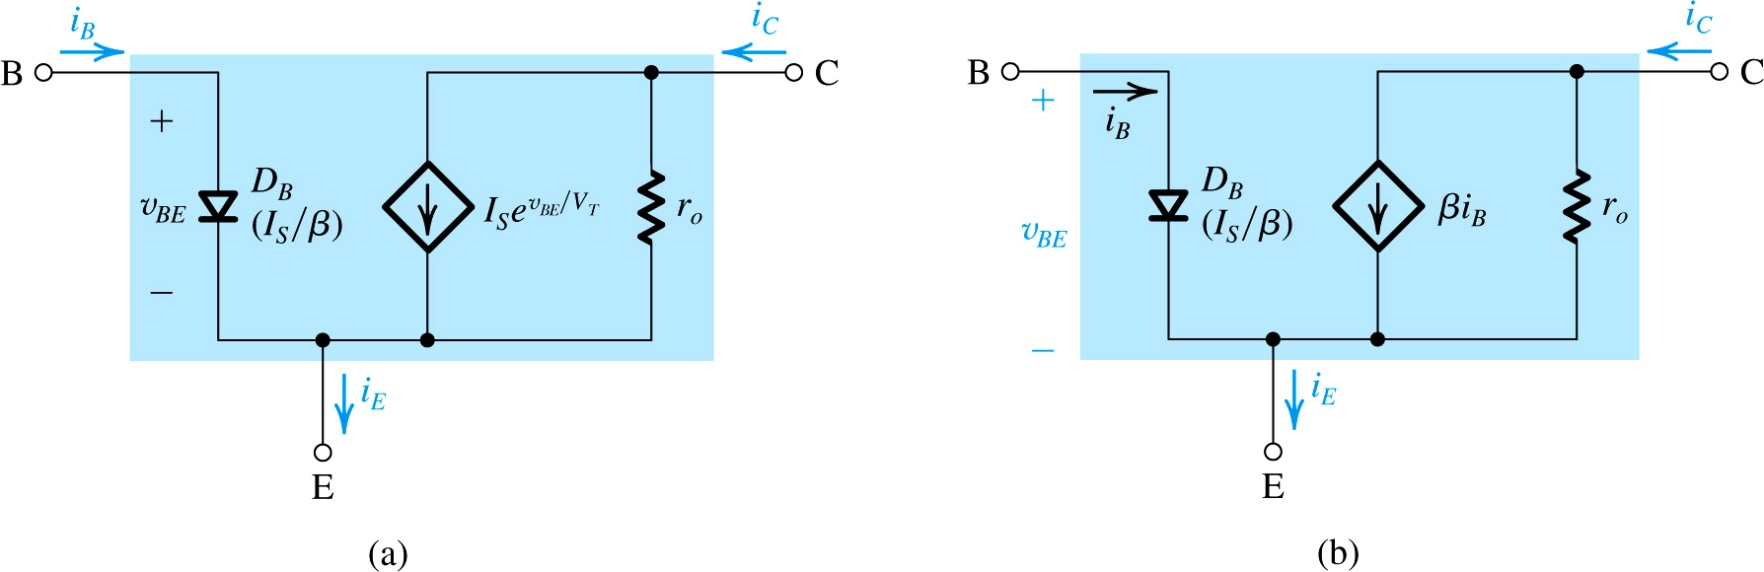 i_B
i_C
B
C
+
v_BE
−
D_B
(I_S/β)
I_S e^{v_BE/V_T}
r_o
i_E
E
(a)
i_C
B
C
+
i_B
v_BE
−
D_B
(I_S/β)
βi_B
r_o
i_E
E
(b)